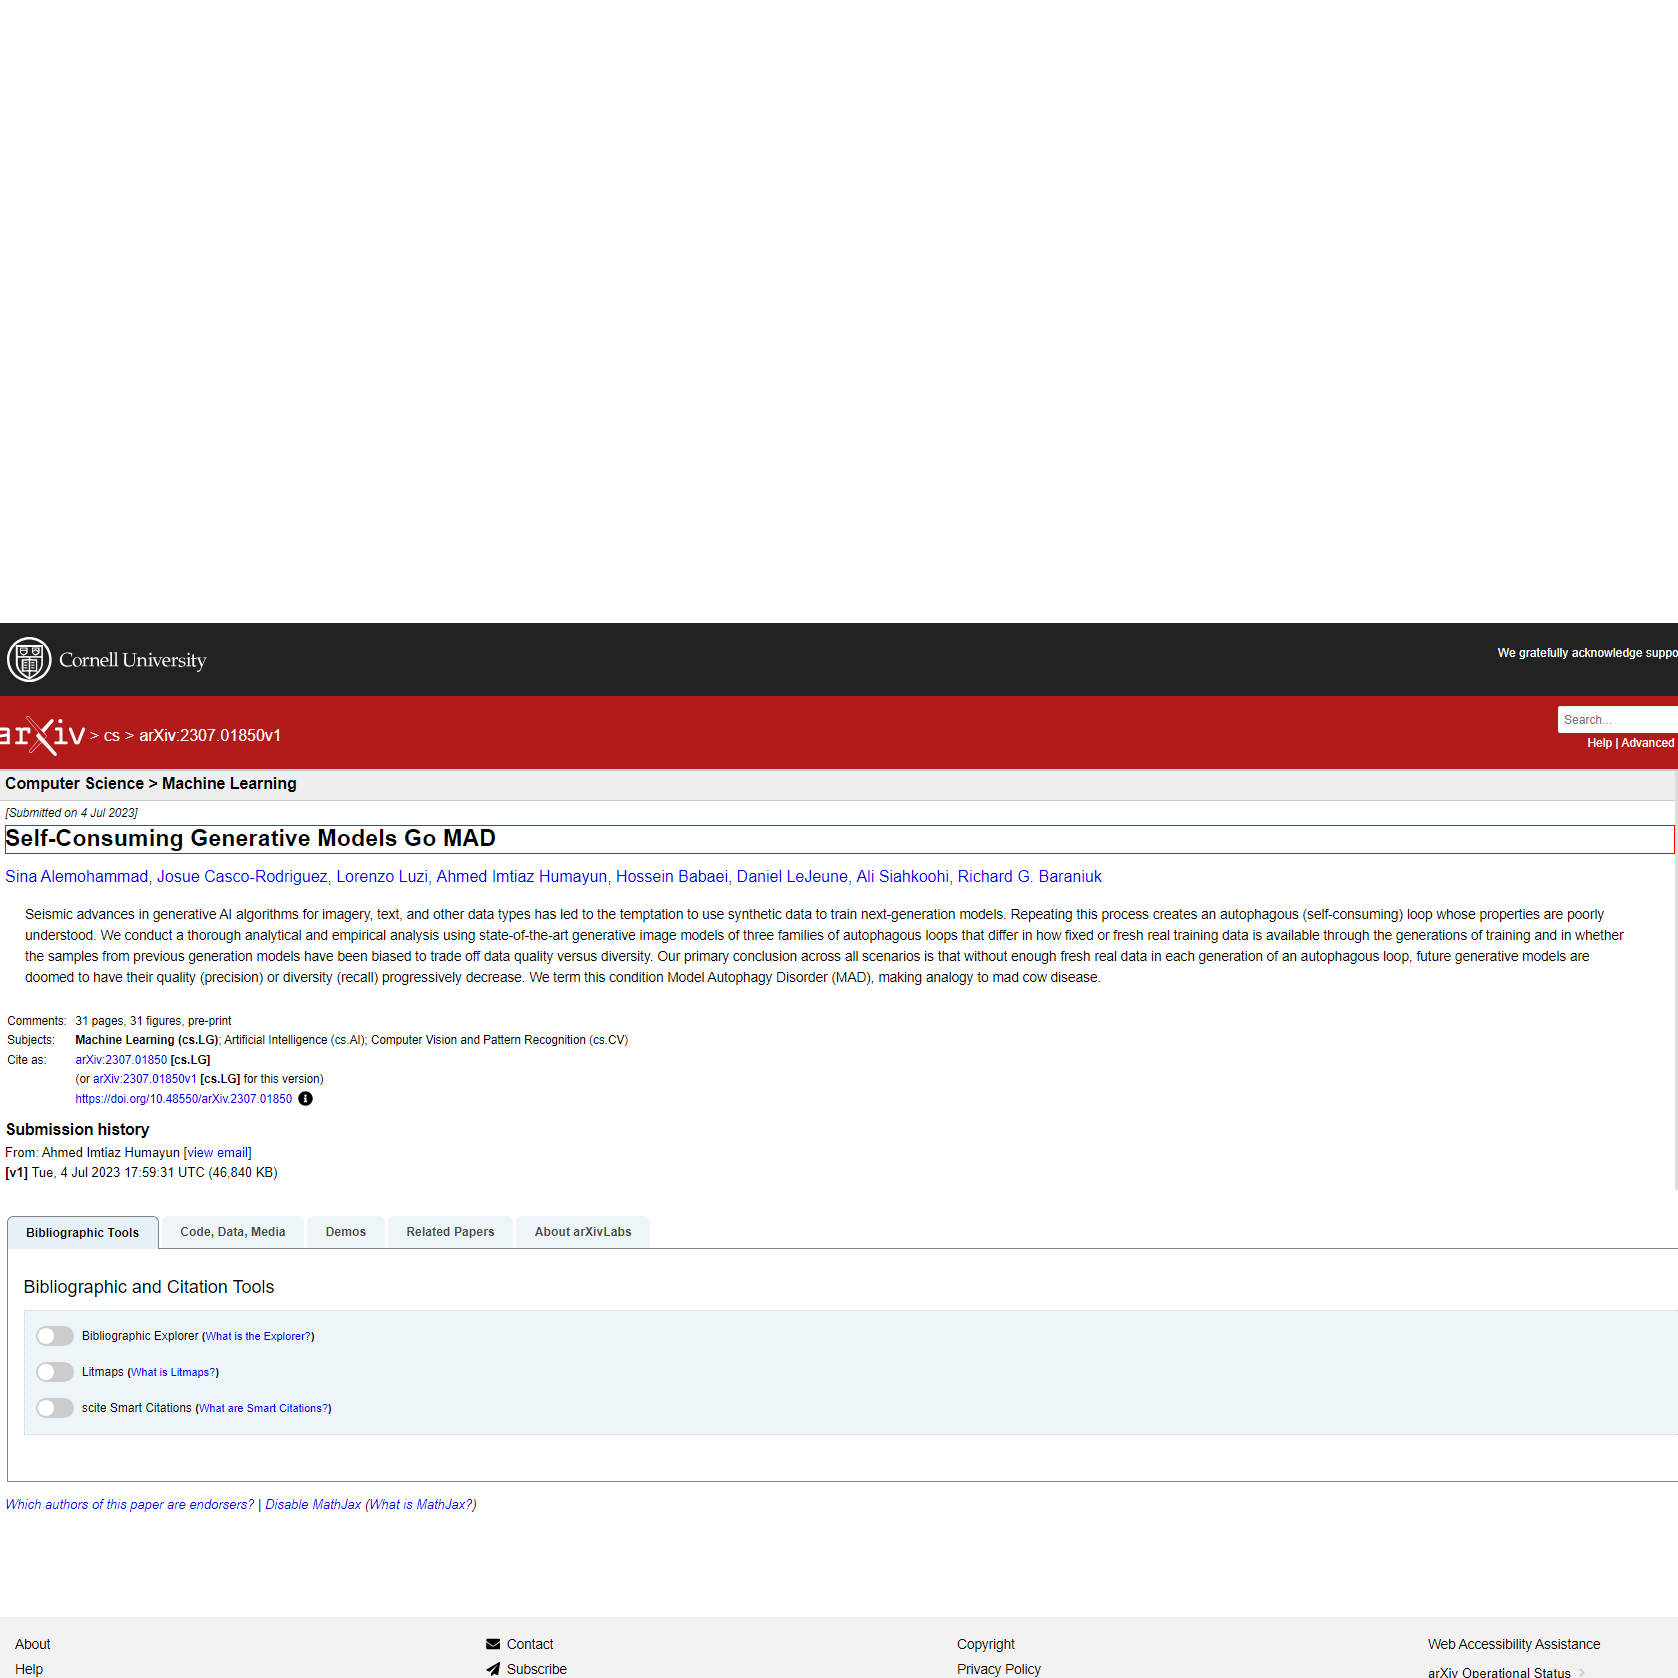 Cornell University
We gratefully acknowledge suppo
arXiv > cs > arXiv:2307.01850v1
Search...
Help | Advanced
Computer Science > Machine Learning
[Submitted on 4 Jul 2023]
Self-Consuming Generative Models Go MAD
Sina Alemohammad, Josue Casco-Rodriguez, Lorenzo Luzi, Ahmed Imtiaz Humayun, Hossein Babaei, Daniel LeJeune, Ali Siahkoohi, Richard G. Baraniuk
Seismic advances in generative AI algorithms for imagery, text, and other data types has led to the temptation to use synthetic data to train next-generation models. Repeating this process creates an autophagous (self-consuming) loop whose properties are poorly
understood. We conduct a thorough analytical and empirical analysis using state-of-the-art generative image models of three families of autophagous loops that differ in how fixed or fresh real training data is available through the generations of training and in whether
the samples from previous generation models have been biased to trade off data quality versus diversity. Our primary conclusion across all scenarios is that without enough fresh real data in each generation of an autophagous loop, future generative models are
doomed to have their quality (precision) or diversity (recall) progressively decrease. We term this condition Model Autophagy Disorder (MAD), making analogy to mad cow disease.
Comments: 31 pages, 31 figures, pre-print
Subjects: Machine Learning (cs.LG); Artificial Intelligence (cs.AI); Computer Vision and Pattern Recognition (cs.CV)
Cite as: arXiv:2307.01850 [cs.LG]
(or arXiv:2307.01850v1 [cs.LG] for this version)
https://doi.org/10.48550/arXiv.2307.01850
Submission history
From: Ahmed Imtiaz Humayun [view email]
[v1] Tue, 4 Jul 2023 17:59:31 UTC (46,840 KB)
Bibliographic Tools Code, Data, Media Demos Related Papers About arXivLabs
Bibliographic and Citation Tools
Bibliographic Explorer (What is the Explorer?)
Litmaps (What is Litmaps?)
scite Smart Citations (What are Smart Citations?)
Which authors of this paper are endorsers? | Disable MathJax (What is MathJax?)
About Contact Copyright Web Accessibility Assistance
Help Subscribe Privacy Policy arXiv Operational Status